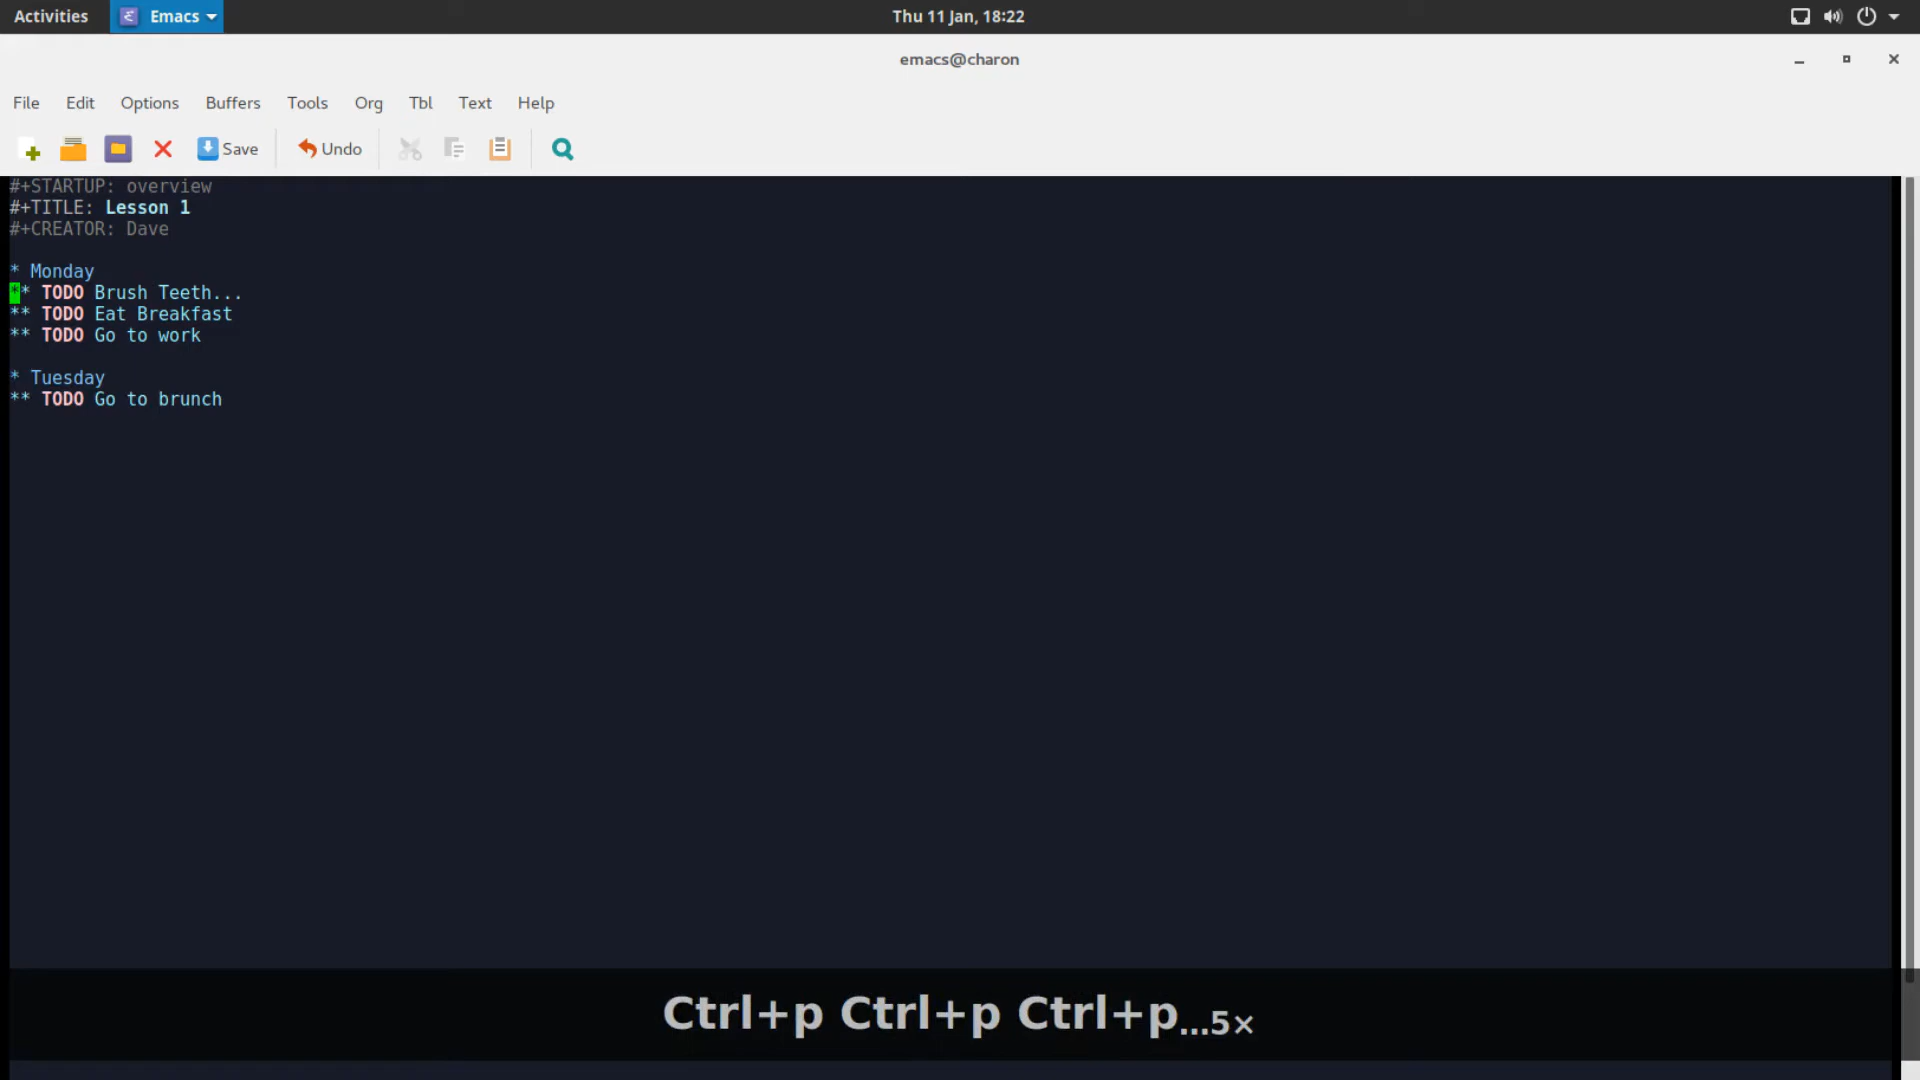 Activities Emacs Thu 11 Jan, 18:22
emacs@charon
File Edit Options Buffers Tools Org Tbl Text Help
Save Undo
#+STARTUP: overview
#+TITLE: Lesson 1
#+CREATOR: Dave
* Monday
** TODO Brush Teeth...
** TODO Eat Breakfast
** TODO Go to work
* Tuesday
** TODO Go to brunch
Ctrl+p Ctrl+p Ctrl+p...5×